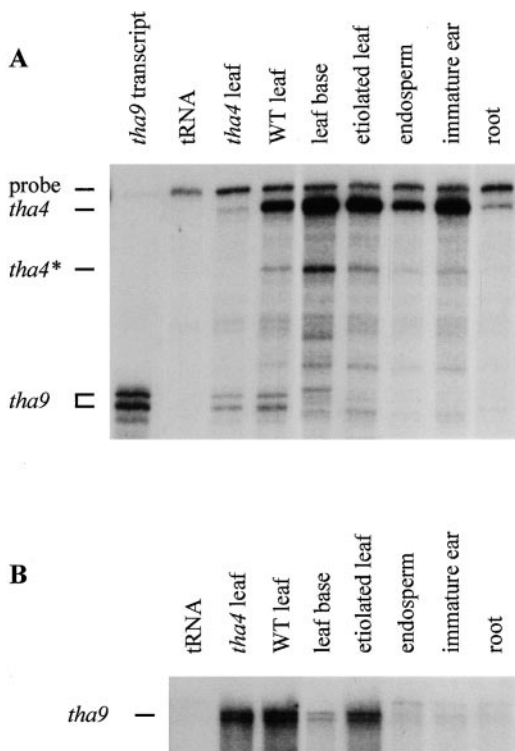 A
tha9 transcript
tRNA
tha4 leaf
WT leaf
leaf base
etiolated leaf
endosperm
immature ear
root
probe
tha4
tha4*
tha9
B
tRNA
tha4 leaf
WT leaf
leaf base
etiolated leaf
endosperm
immature ear
root
tha9